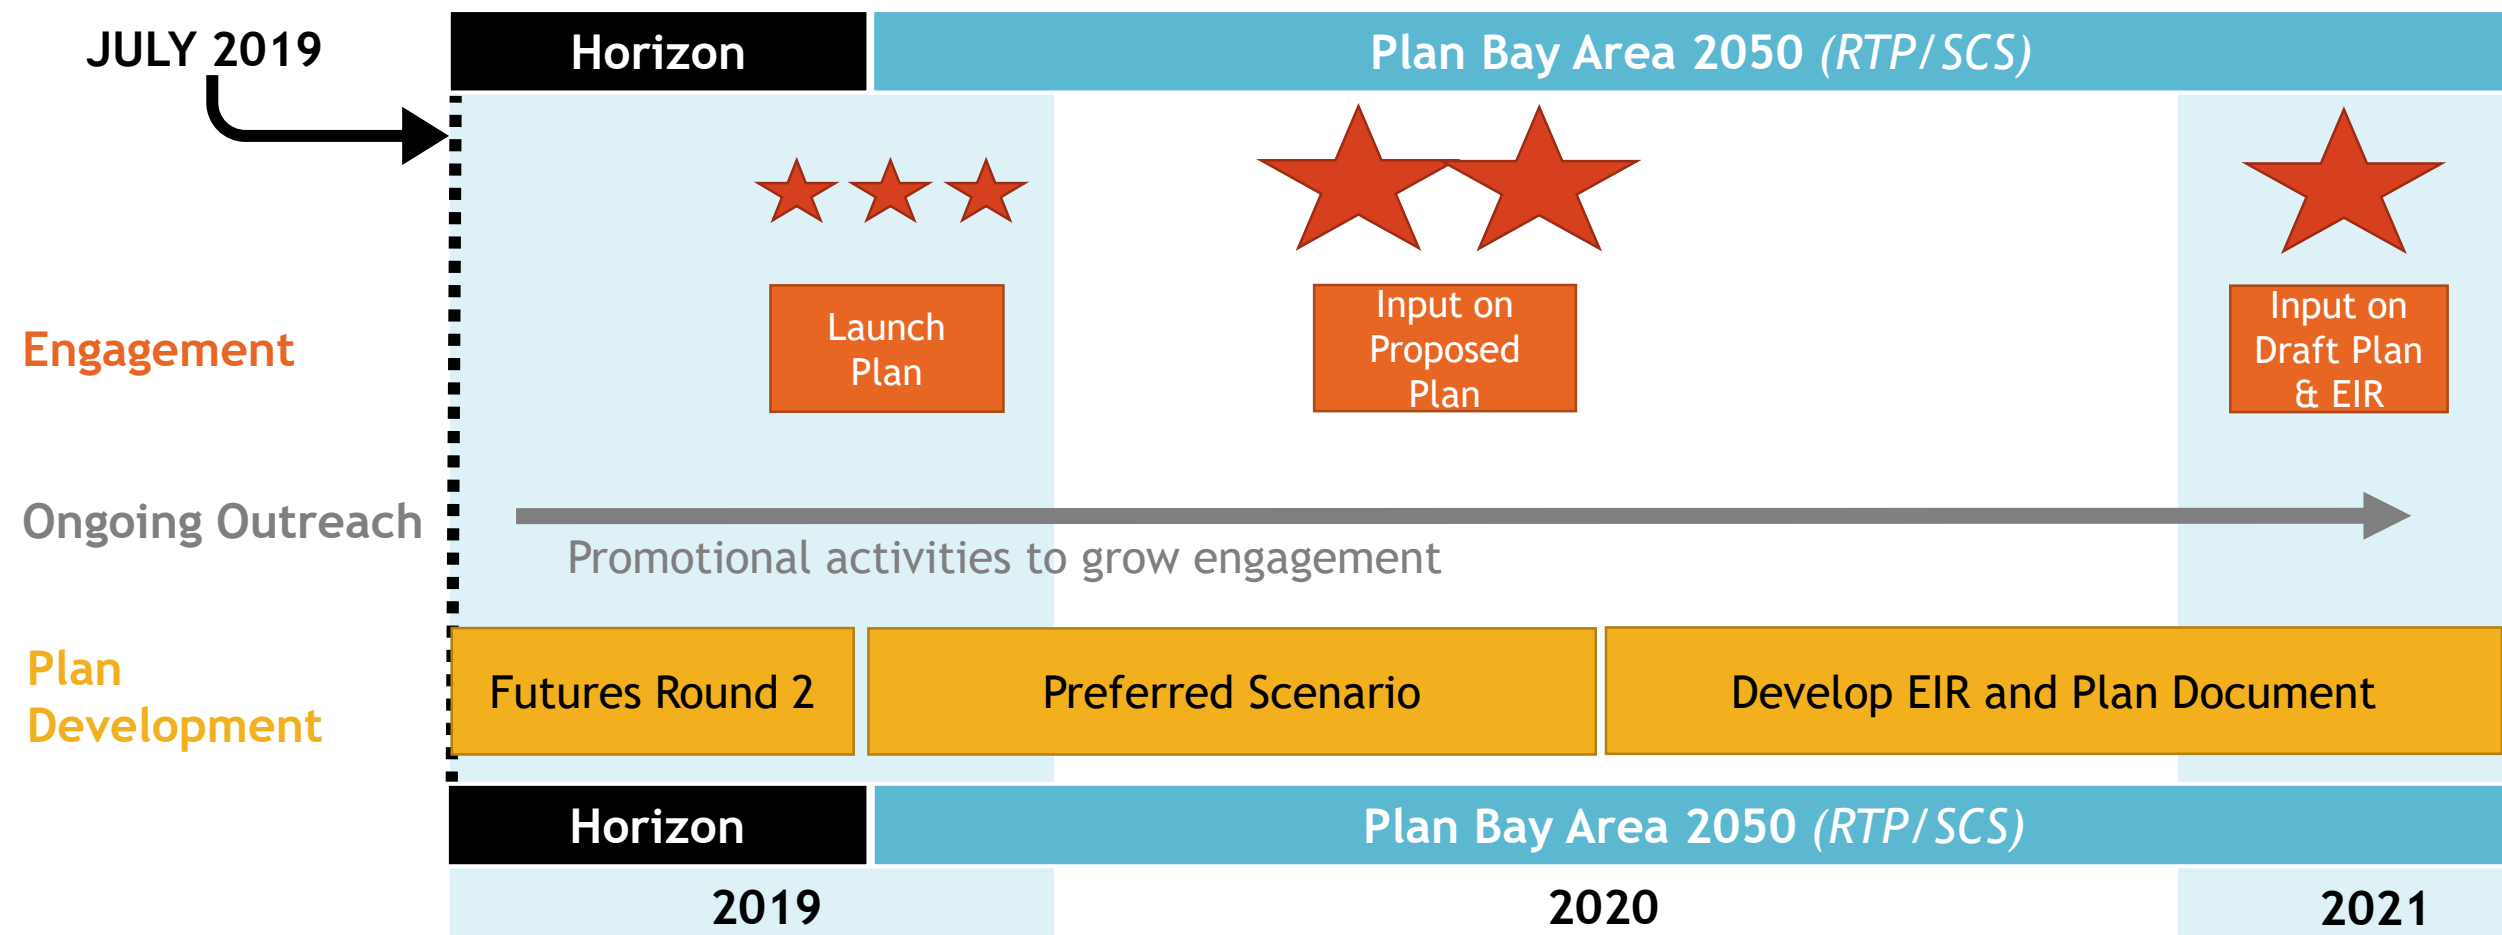 JULY 2019
Horizon
Plan Bay Area 2050 (RTP/SCS)
Engagement
Launch
Plan
Input on
Proposed
Plan
Input on
Draft Plan
& EIR
Ongoing Outreach
Promotional activities to grow engagement
Plan
Development
Futures Round 2
Preferred Scenario
Develop EIR and Plan Document
Horizon
Plan Bay Area 2050 (RTP/SCS)
2019
2020
2021